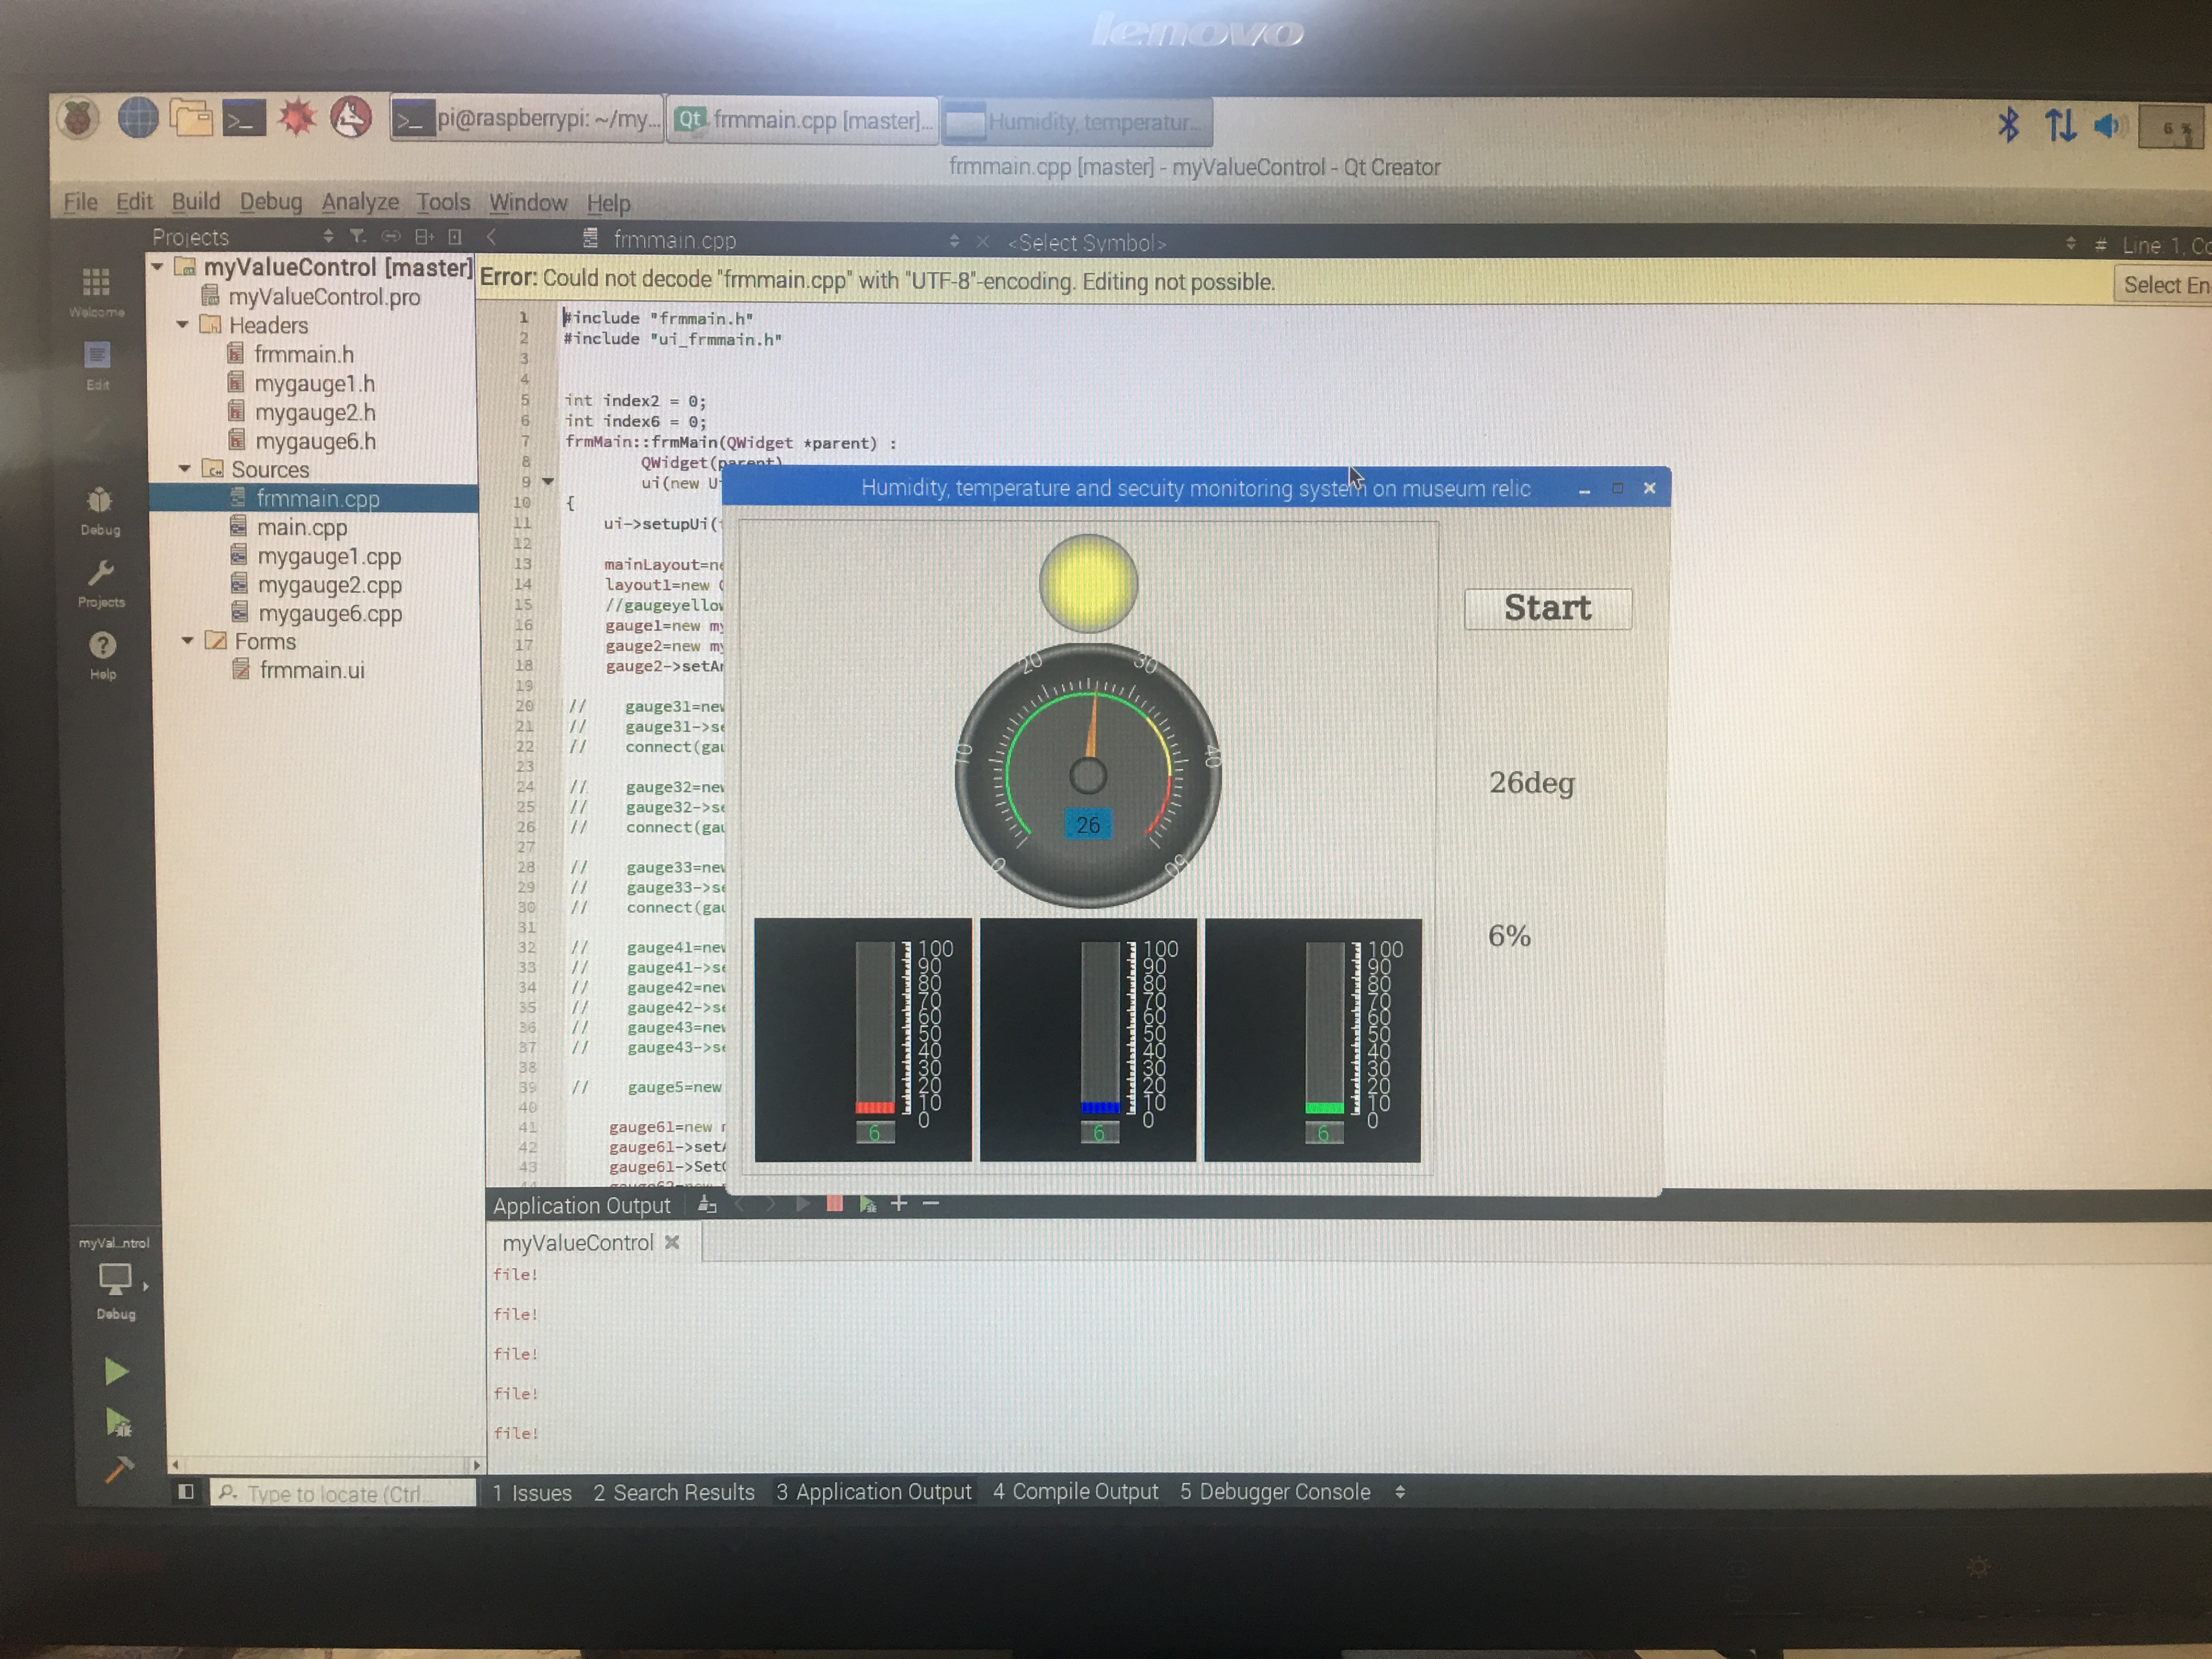 lenovo
pi@raspberrypi: ~/my...
Qt frmmain.cpp [master]...
Humidity, temperatur...
6 %
frmmain.cpp [master] - myValueControl - Qt Creator
File Edit Build Debug Analyze Tools Window Help
Projects
frmmain.cpp
<Select Symbol>
# Line: 1, Co
Error: Could not decode "frmmain.cpp" with "UTF-8"-encoding. Editing not possible.
Select En
Welcome
Edit
Debug
Projects
Help
myValueControl [master]
myValueControl.pro
Headers
frmmain.h
mygauge1.h
mygauge2.h
mygauge6.h
Sources
frmmain.cpp
main.cpp
mygauge1.cpp
mygauge2.cpp
mygauge6.cpp
Forms
frmmain.ui
1 #include "frmmain.h"
2 #include "ui_frmmain.h"
3
4
5 int index2 = 0;
6 int index6 = 0;
7 frmMain::frmMain(QWidget *parent) :
8 QWidget(parent)
9 ui(new U
10 {
11 ui->setupUi(
12
13 mainLayout=ne
14 layout1=new
15 //gaugeyellow
16 gauge1=new my
17 gauge2=new my
18 gauge2->setAr
19
20 // gauge31=new
21 // gauge31->se
22 // connect(gau
23
24 // gauge32=new
25 // gauge32->se
26 // connect(gau
27
28 // gauge33=new
29 // gauge33->se
30 // connect(gau
31
32 // gauge41=new
33 // gauge41->se
34 // gauge42=new
35 // gauge42->se
36 // gauge43=new
37 // gauge43->se
38
39 // gauge5=new
40
41 gauge61=new
42 gauge61->setA
43 gauge61->SetC
Humidity, temperature and secuity monitoring system on museum relic
Start
0 10 20 30 40 50
26
26deg
6%
100 90 80 70 60 50 40 30 20 10 0
6
100 90 80 70 60 50 40 30 20 10 0
6
100 90 80 70 60 50 40 30 20 10 0
6
Application Output
myValueControl
file!
file!
file!
file!
file!
myVal...ntrol
Debug
Type to locate (Ctrl...
1 Issues 2 Search Results 3 Application Output 4 Compile Output 5 Debugger Console